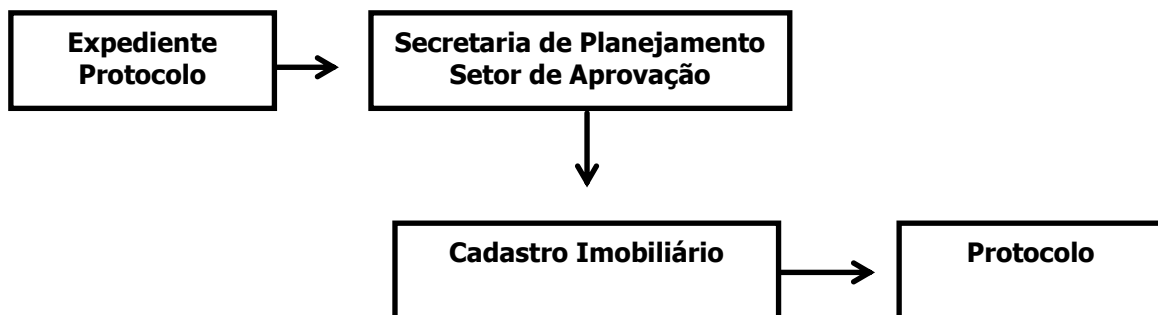 Expediente
Protocolo
Secretaria de Planejamento
Setor de Aprovação
Cadastro Imobiliário
Protocolo